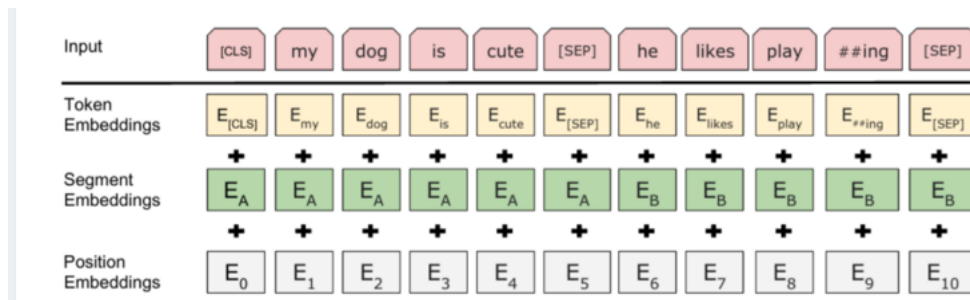 Input [CLS] my dog is cute [SEP] he likes play ##ing [SEP]
Token Embeddings E[CLS] Emy Edog Eis Ecute E[SEP] Ehe Elikes Eplay E##ing E[SEP]
+ + + + + + + + + + +
Segment Embeddings EA EA EA EA EA EA EB EB EB EB EB
+ + + + + + + + + + +
Position Embeddings E0 E1 E2 E3 E4 E5 E6 E7 E8 E9 E10